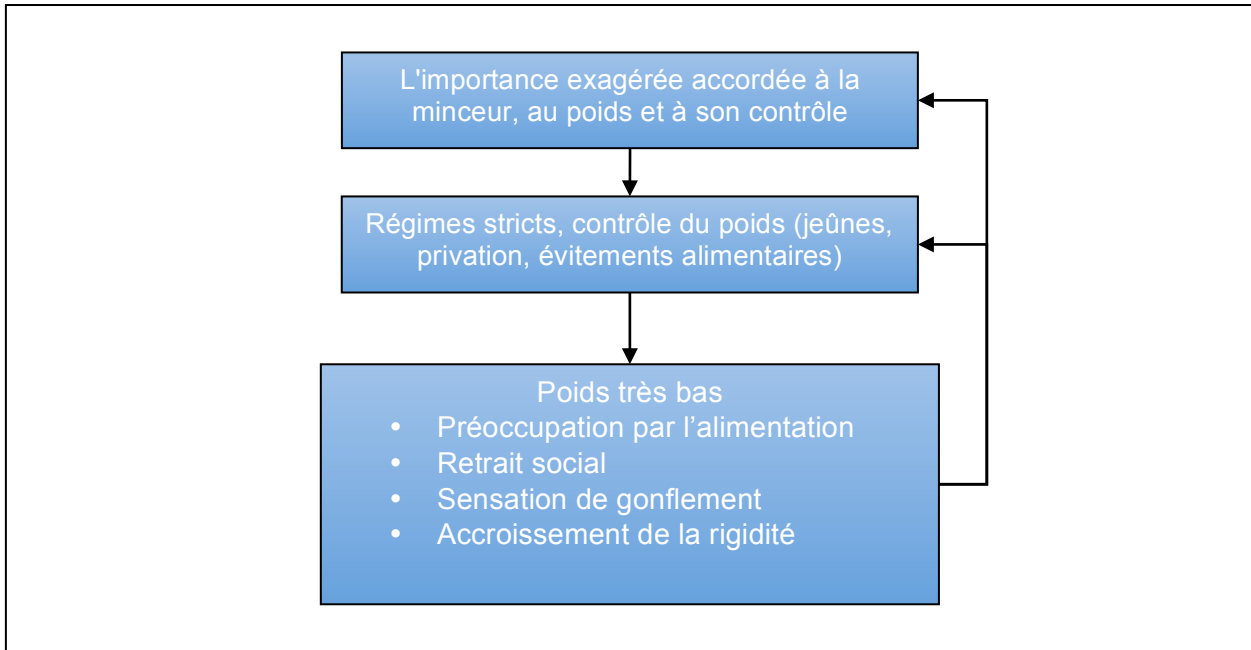 L'importance exagérée accordée à la
minceur, au poids et à son contrôle
Régimes stricts, contrôle du poids (jeûnes,
privation, évitements alimentaires)
Poids très bas
• Préoccupation par l’alimentation
• Retrait social
• Sensation de gonflement
• Accroissement de la rigidité